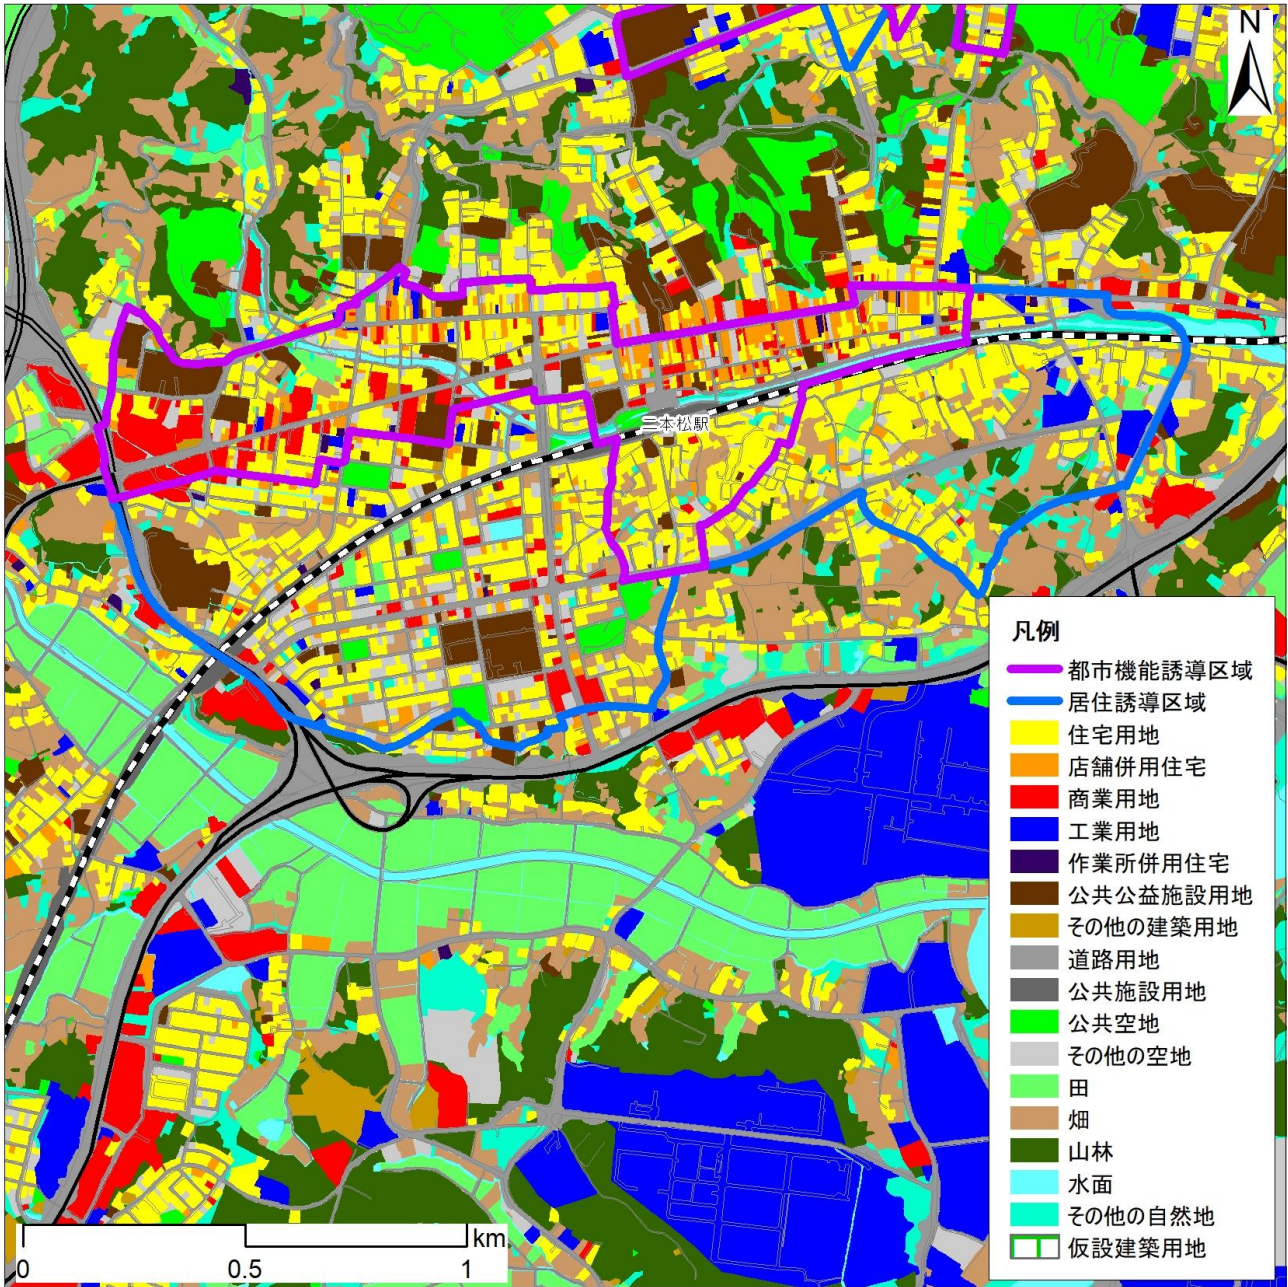 N
二本松駅
凡例
都市機能誘導区域
居住誘導区域
住宅用地
店舗併用住宅
商業用地
工業用地
作業所併用住宅
公共公益施設用地
その他の建築用地
道路用地
公共施設用地
公共空地
その他の空地
田
畑
山林
水面
その他の自然地
仮設建築用地
km
0 0.5 1